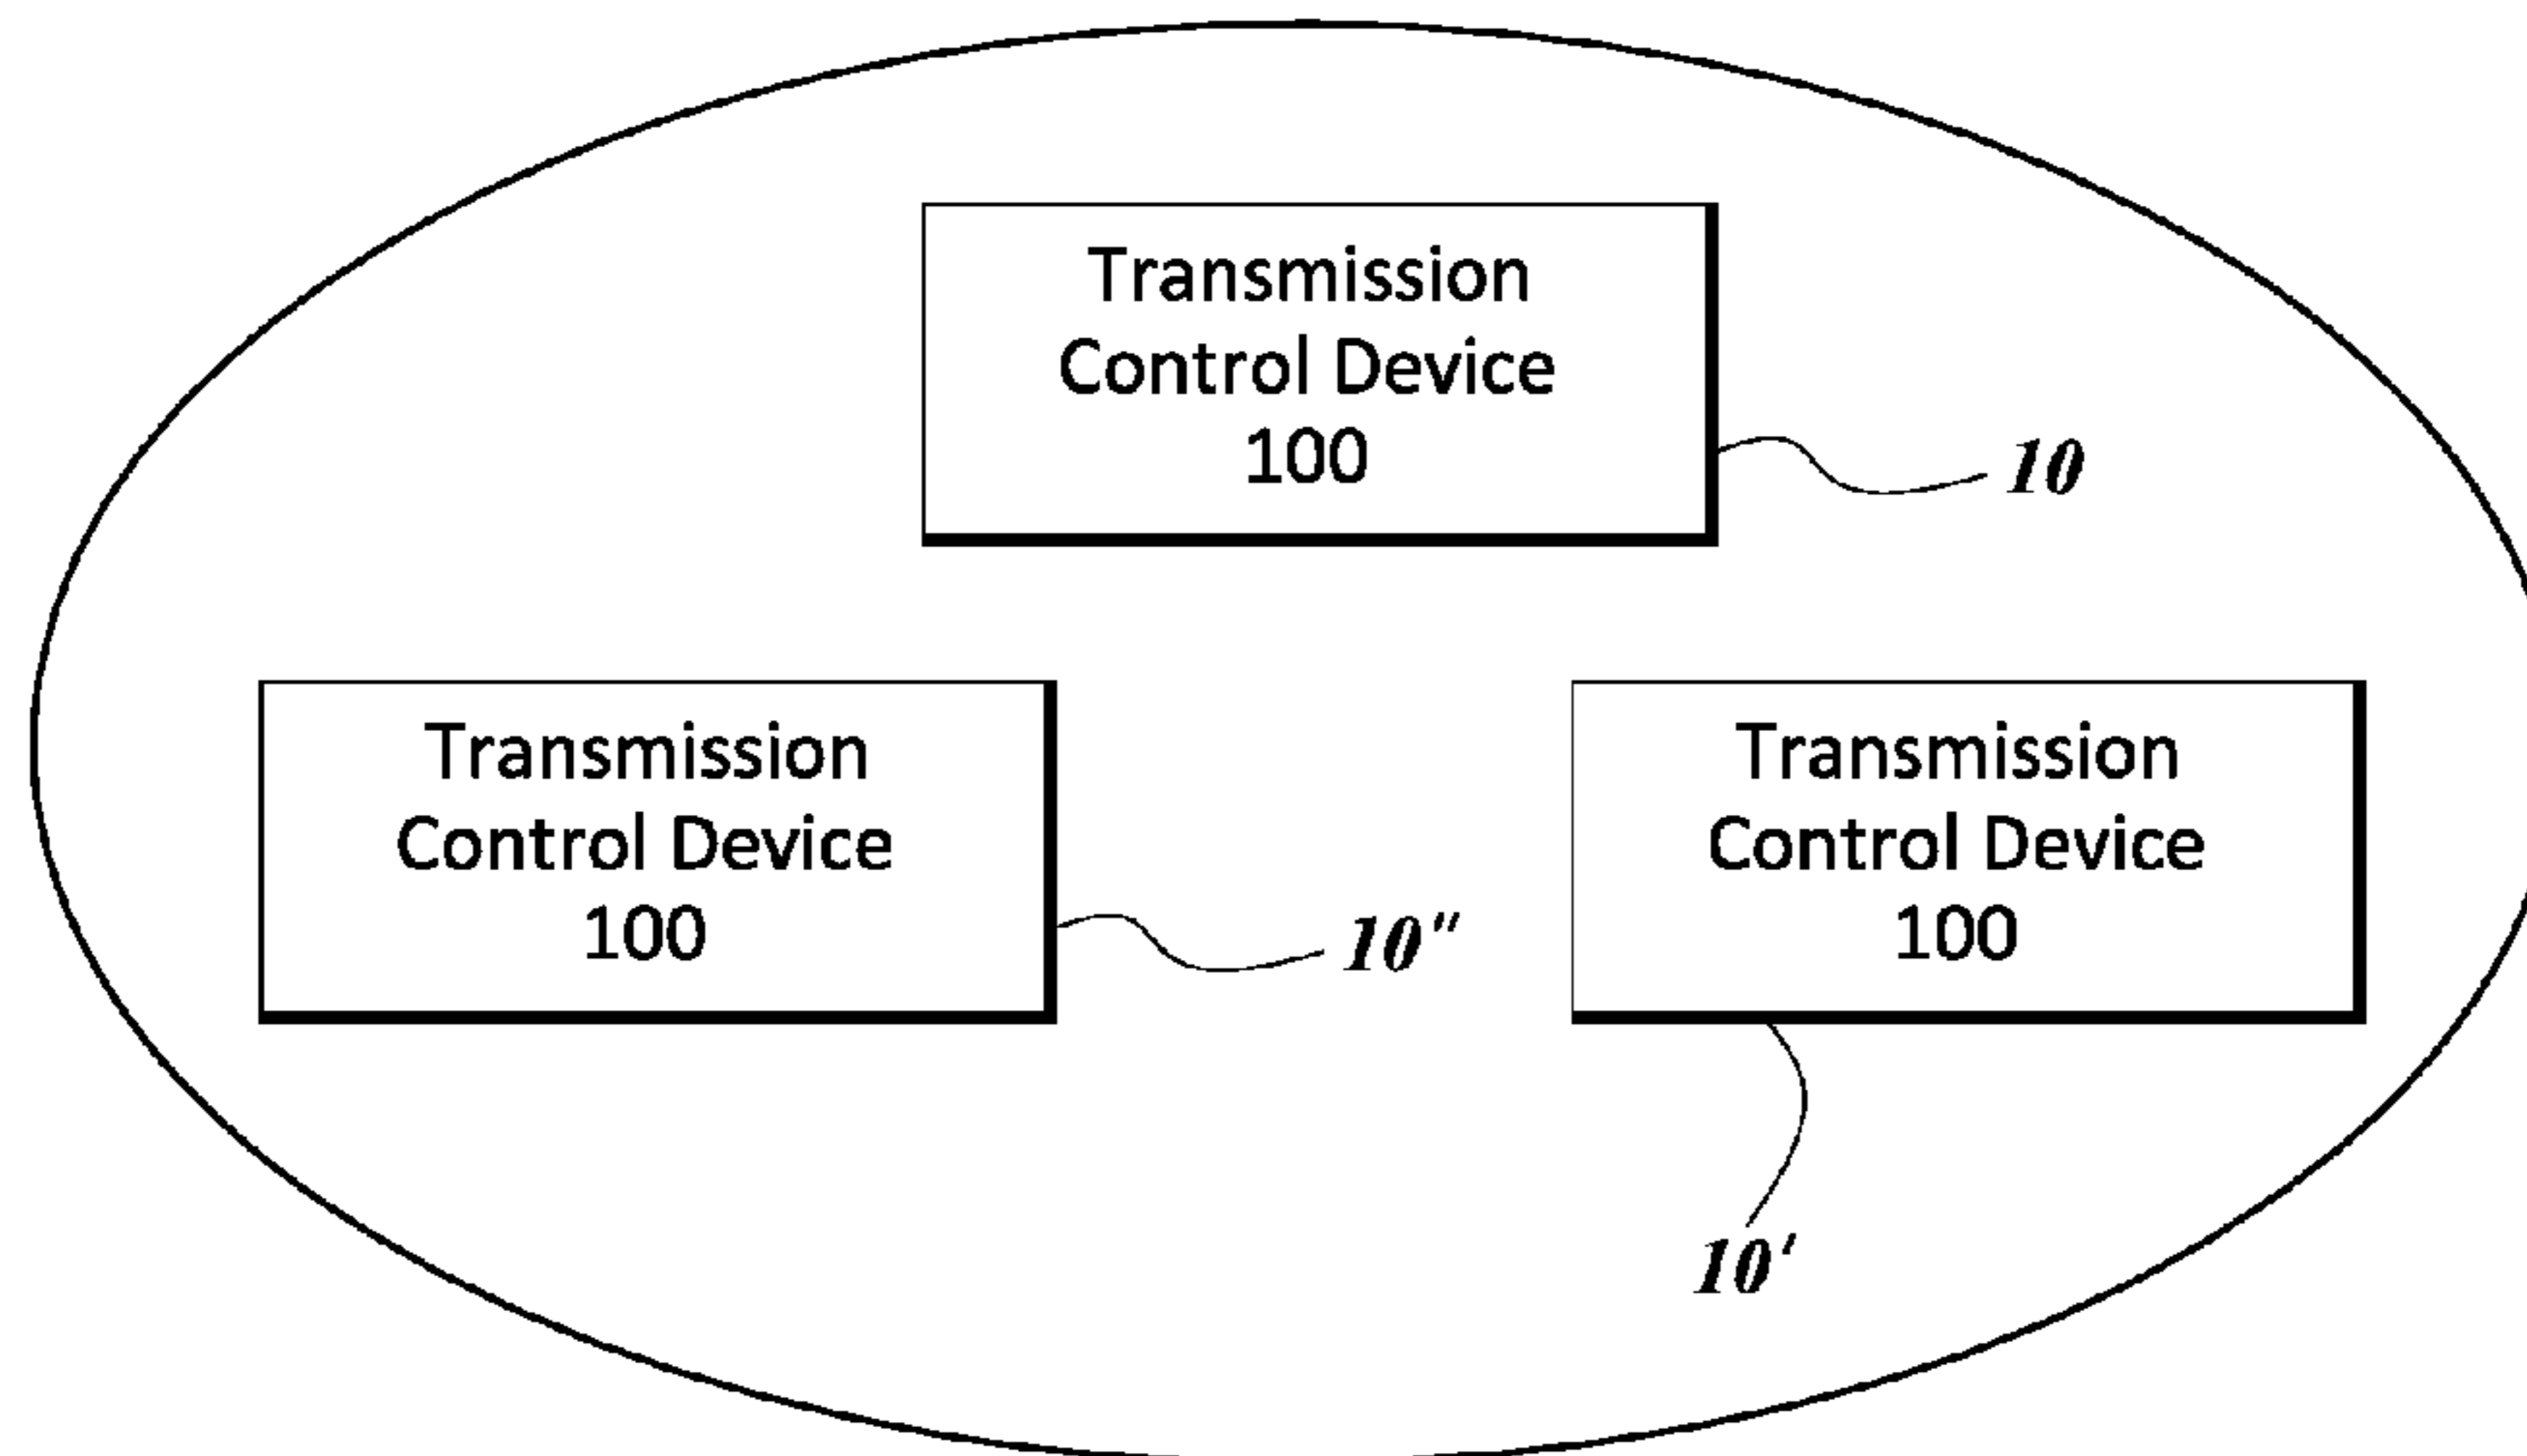 Transmission
Control Device
100
10
Transmission
Control Device
100
10"
Transmission
Control Device
100
10'